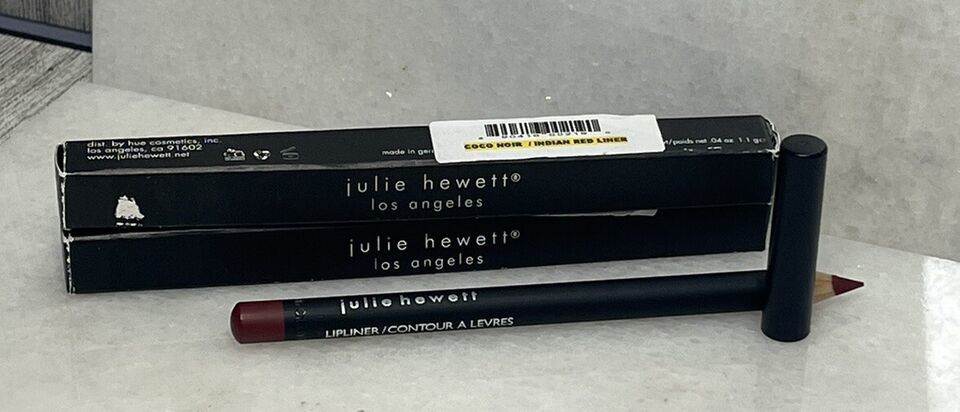 dist. by hue cosmetics, inc.
los angeles, ca 91602
www.juliehewett.net
made in ger
COCO NOIR / INDIAN RED LINER
/poids net .04 oz 1.1 g
julie hewett®
los angeles
julie hewett®
los angeles
julie hewett
LIPLINER/CONTOUR A LEVRES